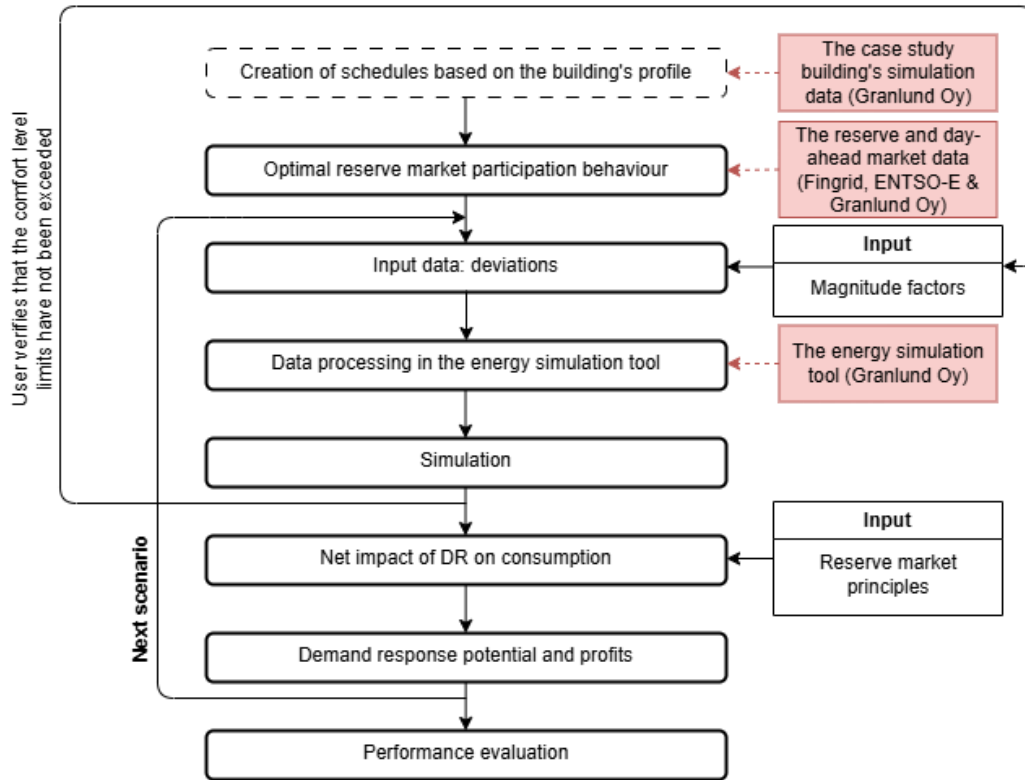 Creation of schedules based on the building's profile
The case study
building's simulation
data (Granlund Oy)
Optimal reserve market participation behaviour
The reserve and day-
ahead market data
(Fingrid, ENTSO-E &
Granlund Oy)
Input data: deviations
Input
Magnitude factors
Data processing in the energy simulation tool
The energy simulation
tool (Granlund Oy)
Simulation
Net impact of DR on consumption
Input
Reserve market
principles
Demand response potential and profits
Performance evaluation
User verifies that the comfort level
limits have not been exceeded
Next scenario